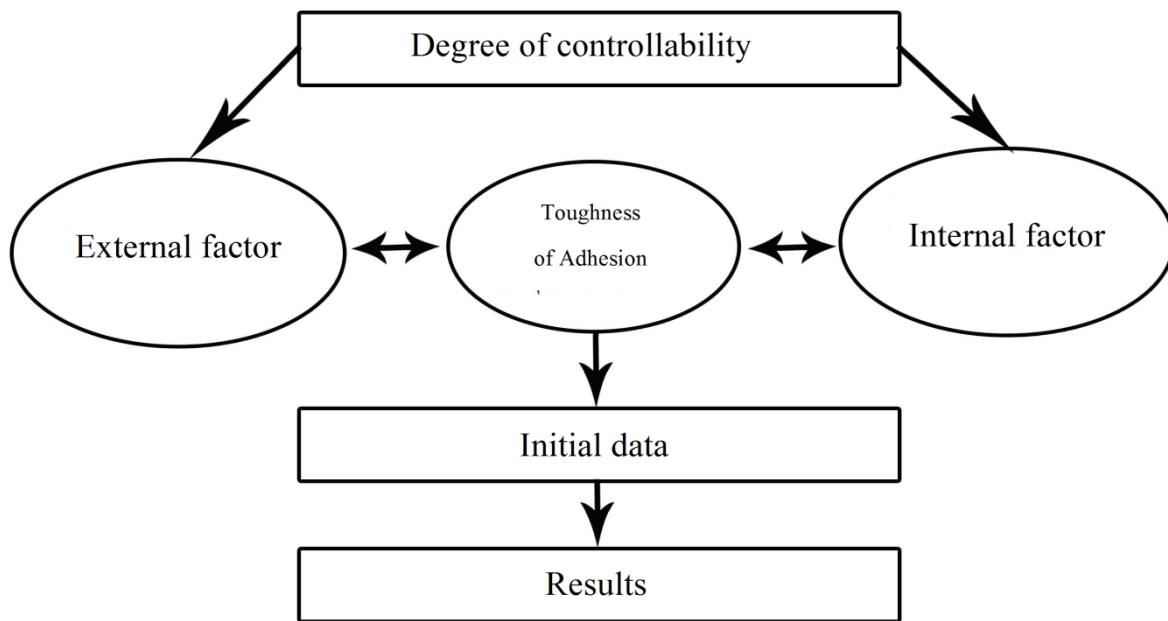 Degree of controllability
External factor
Toughness
of Adhesion
Internal factor
Initial data
Results